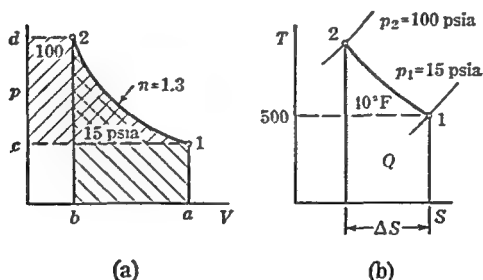 d
100
2
p
n=1.3
15 psia
c
1
b
a
V
(a)
T
2
p₂=100 psia
p₁=15 psia
500
10°F
1
Q
S
ΔS
(b)